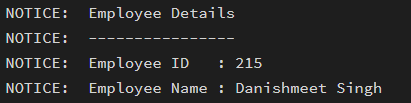 NOTICE:  Employee Details
NOTICE:  ----------------
NOTICE:  Employee ID   : 215
NOTICE:  Employee Name : Danishmeet Singh